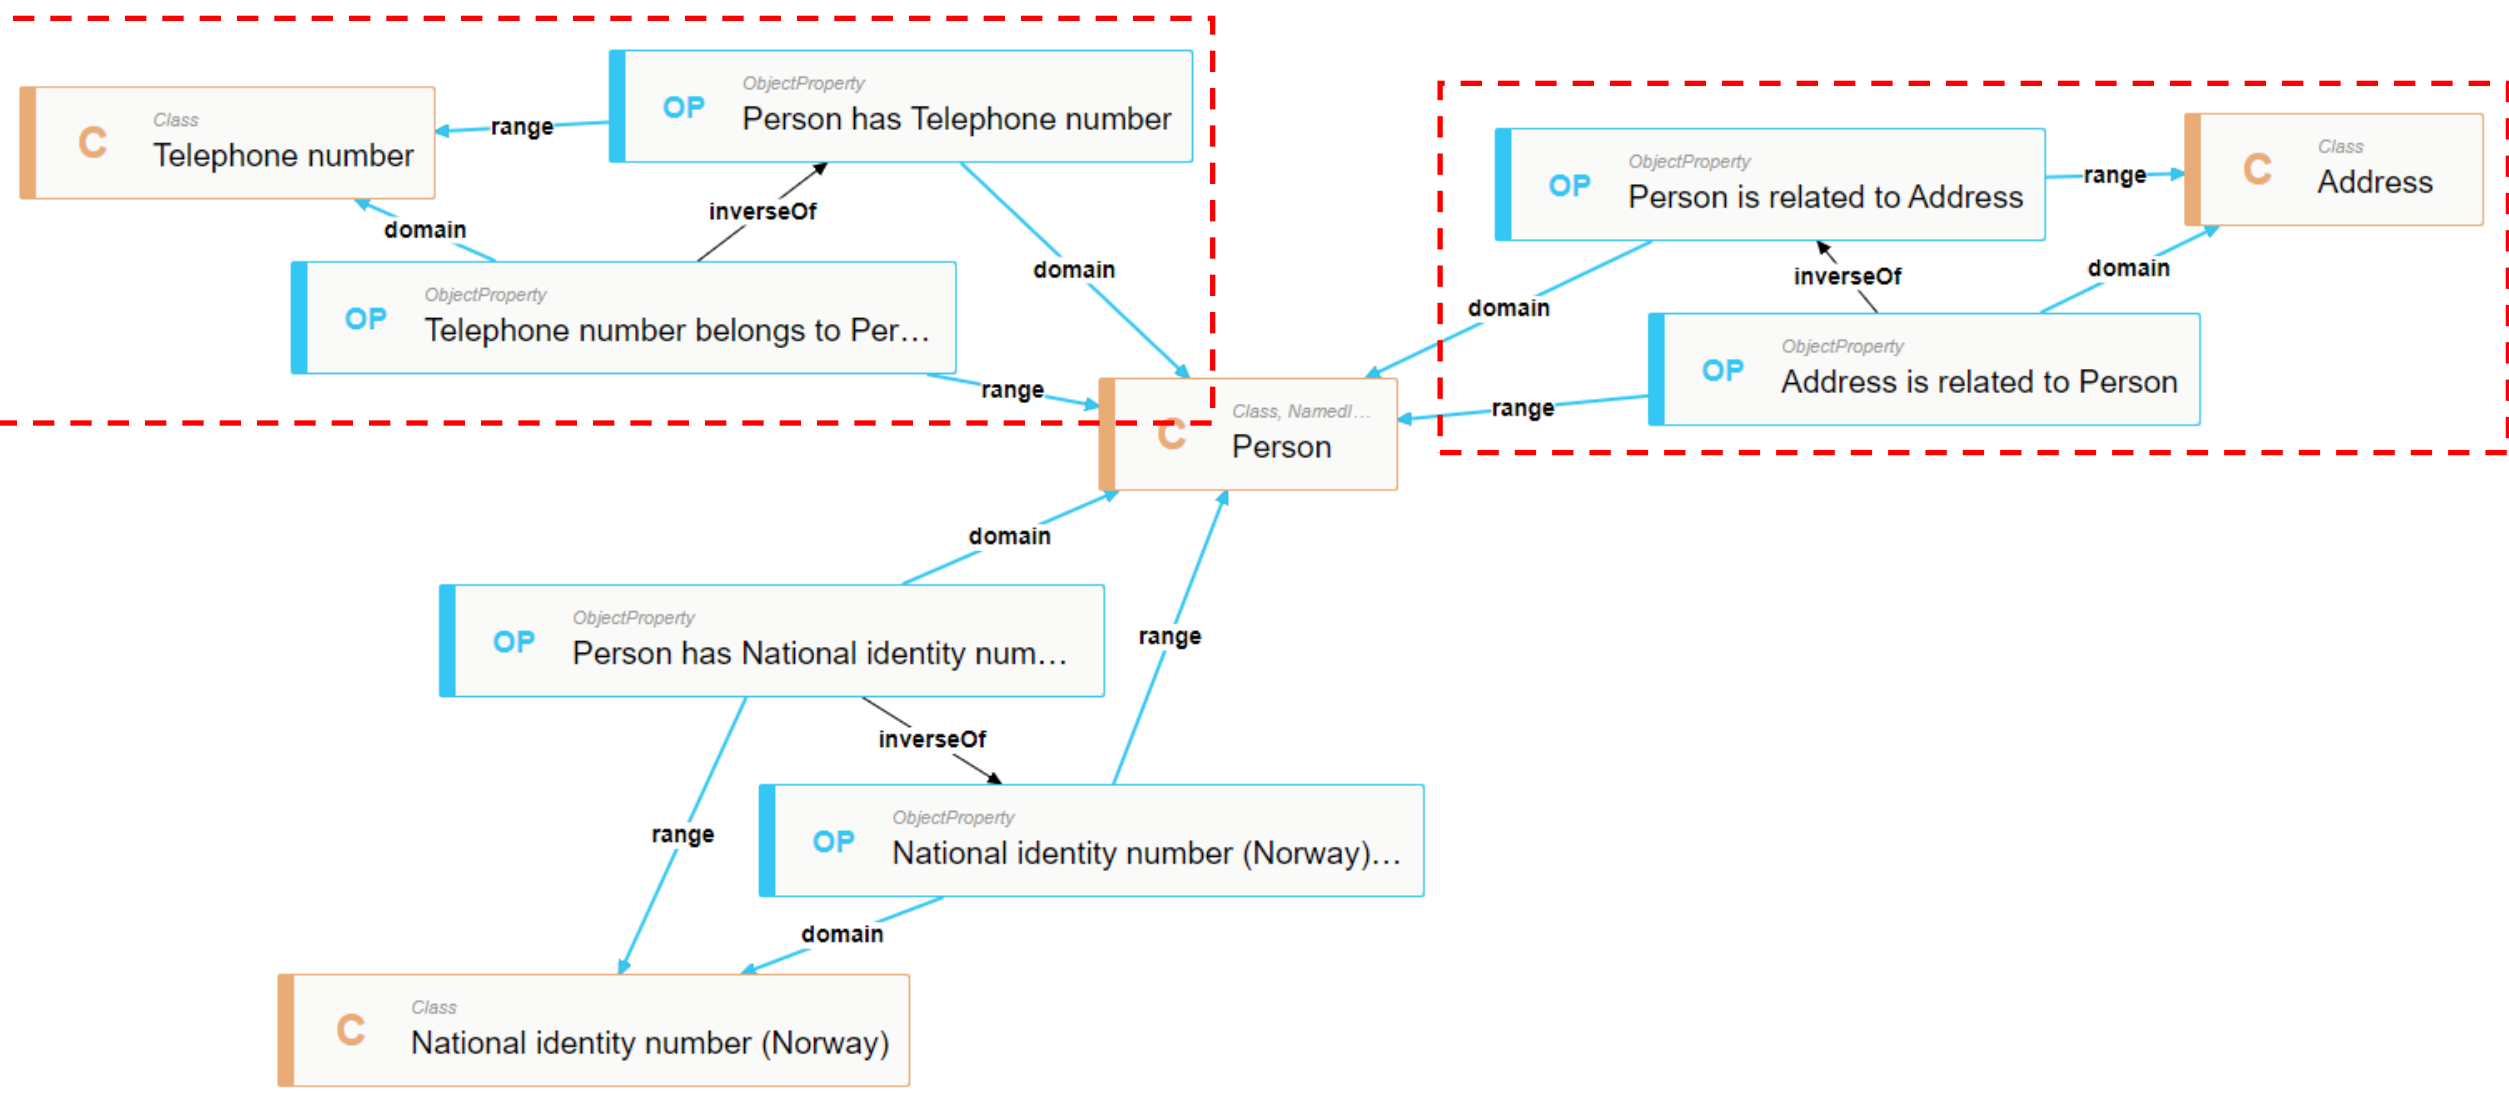 ObjectProperty
OP
Person has Telephone number
Class
C
Telephone number
range
inverseOf
domain
domain
ObjectProperty
OP
Telephone number belongs to Per…
range
ObjectProperty
OP
Person is related to Address
range
Class
C
Address
domain
inverseOf
domain
ObjectProperty
OP
Address is related to Person
range
Class, NamedI…
C
Person
domain
ObjectProperty
OP
Person has National identity num…
range
inverseOf
range
ObjectProperty
OP
National identity number (Norway)…
domain
Class
C
National identity number (Norway)